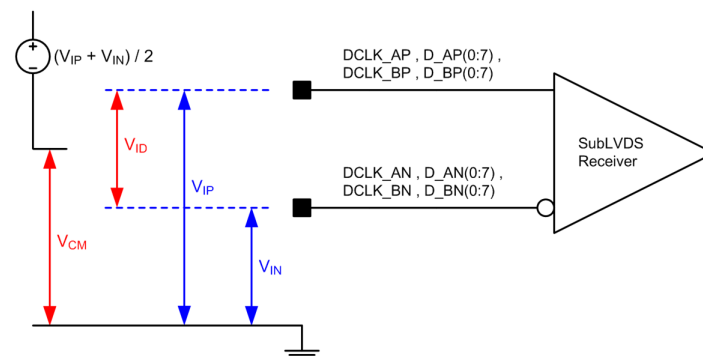 +
−
(VIP + VIN) / 2
DCLK_AP , D_AP(0:7) ,
DCLK_BP , D_BP(0:7)
VID
VIP
SubLVDS
Receiver
DCLK_AN , D_AN(0:7) ,
DCLK_BN , D_BN(0:7)
VCM
VIN